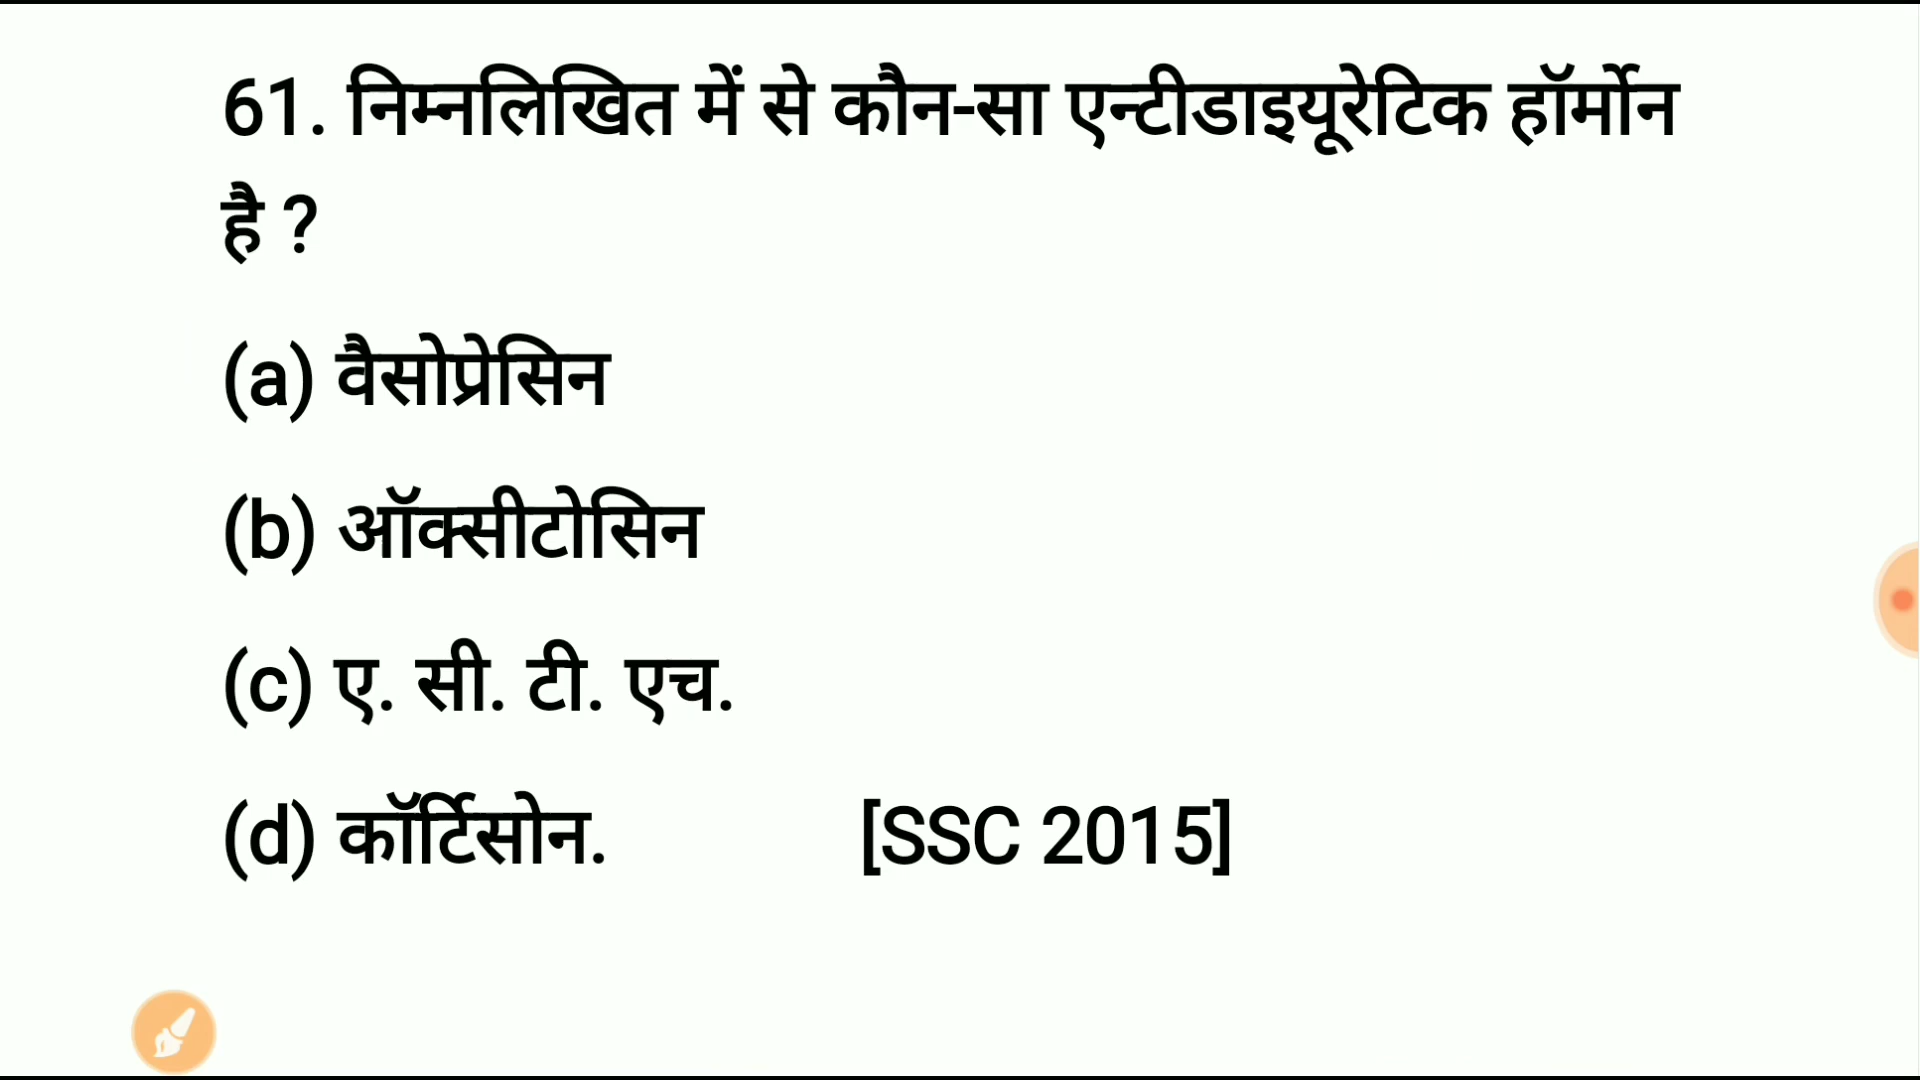 61. निम्नलिखित में से कौन-सा एन्टीडाइयूरेटिक हॉर्मोन
है ?
(a) वैसोप्रेसिन
(b) ऑक्सीटोसिन
(c) ए. सी. टी. एच.
(d) कॉर्टिसोन. [SSC 2015]